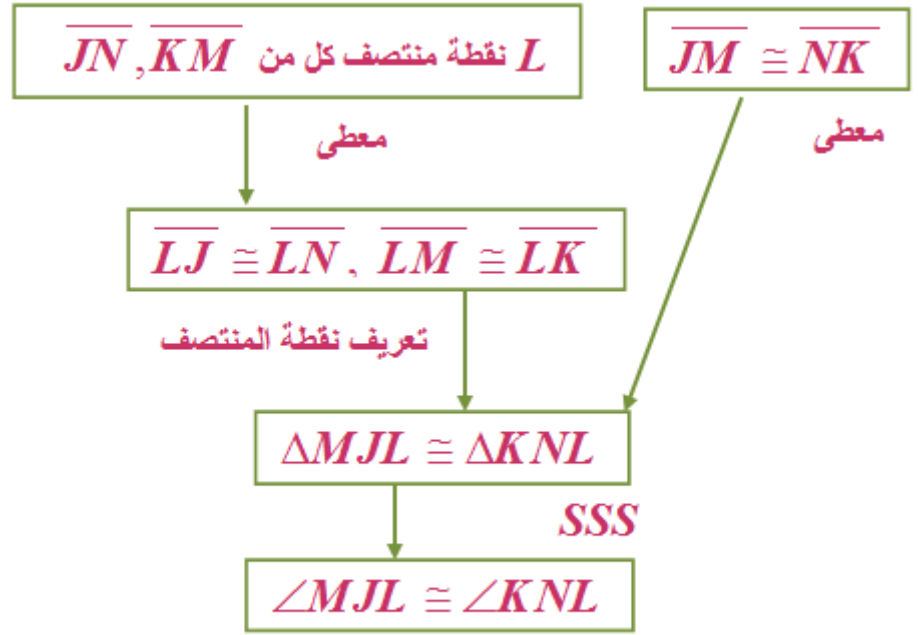 L نقطة منتصف كل من JN̅ , KM̅
JM̅ ≅ NK̅
معطى
معطى
LJ̅ ≅ LN̅ , LM̅ ≅ LK̅
تعريف نقطة المنتصف
ΔMJL ≅ ΔKNL
SSS
∠MJL ≅ ∠KNL